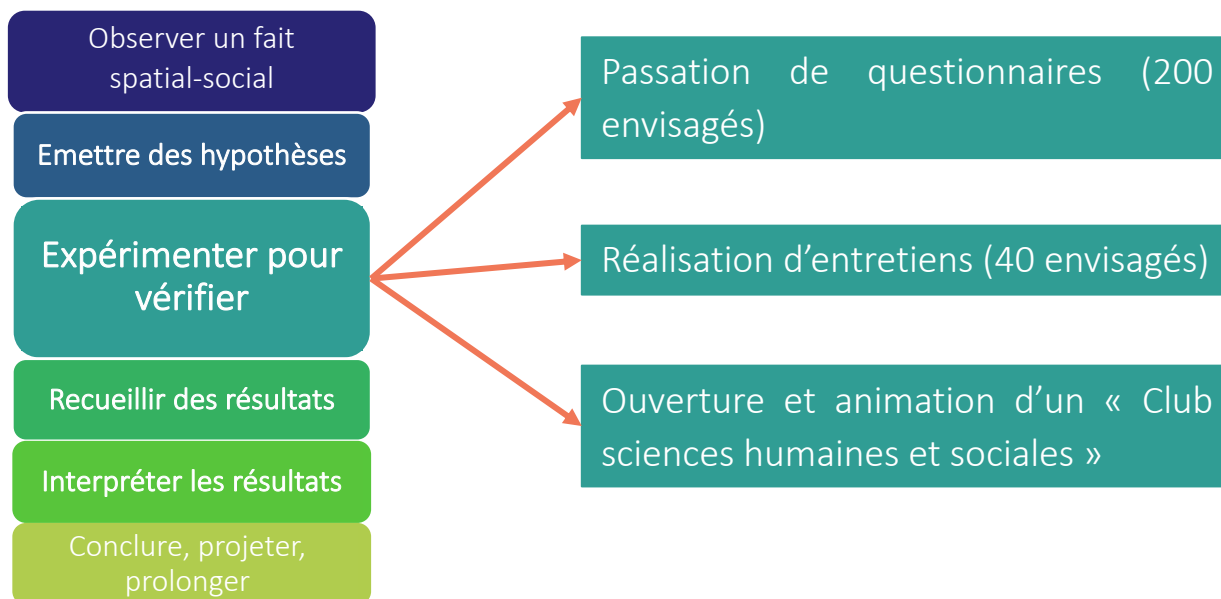 Observer un fait
spatial-social
Emettre des hypothèses
Expérimenter pour
vérifier
Recueillir des résultats
Interpréter les résultats
Conclure, projeter,
prolonger
Passation de questionnaires (200
envisagés)
Réalisation d’entretiens (40 envisagés)
Ouverture et animation d’un « Club
sciences humaines et sociales »